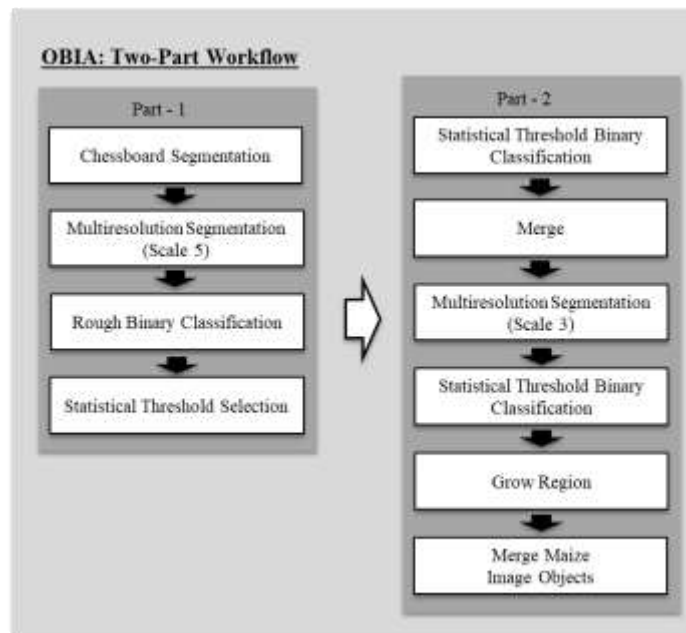 OBIA: Two-Part Workflow
Part - 1
Chessboard Segmentation
Multiresolution Segmentation
(Scale 5)
Rough Binary Classification
Statistical Threshold Selection
Part - 2
Statistical Threshold Binary
Classification
Merge
Multiresolution Segmentation
(Scale 3)
Statistical Threshold Binary
Classification
Grow Region
Merge Maize
Image Objects